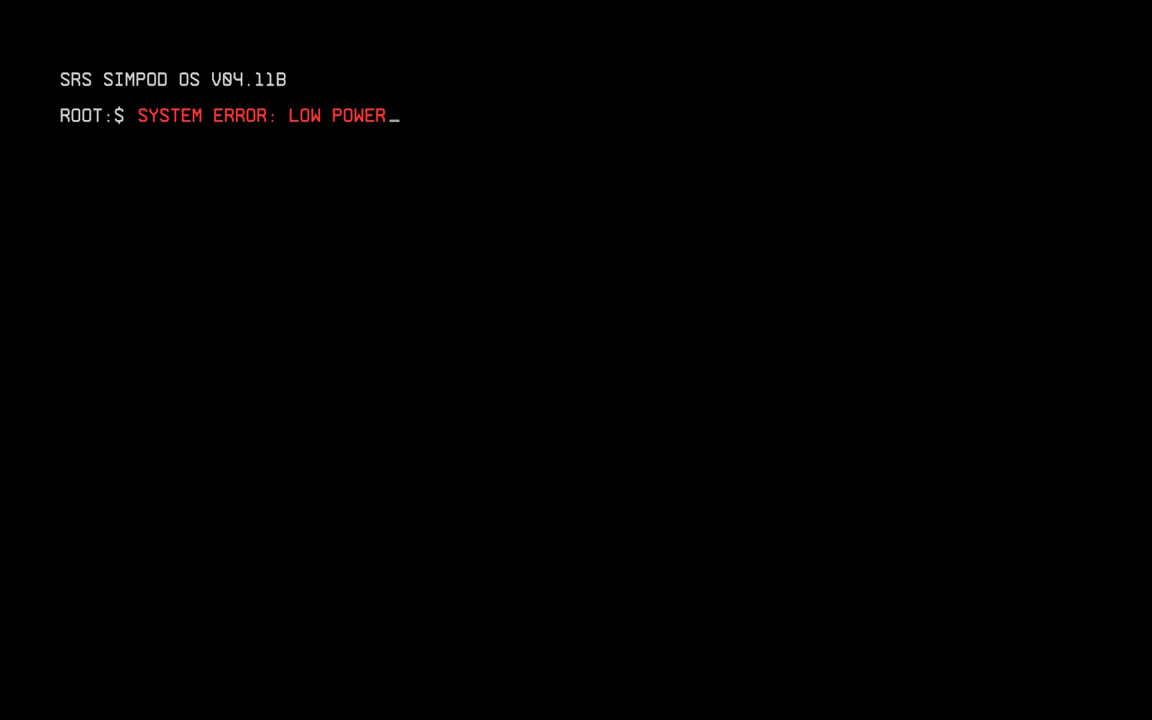 SRS SIMPOD OS V04.11B
ROOT:$ SYSTEM ERROR: LOW POWER_